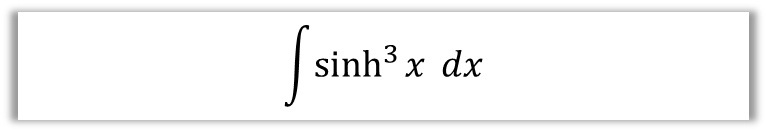 ∫ sinh³ x dx